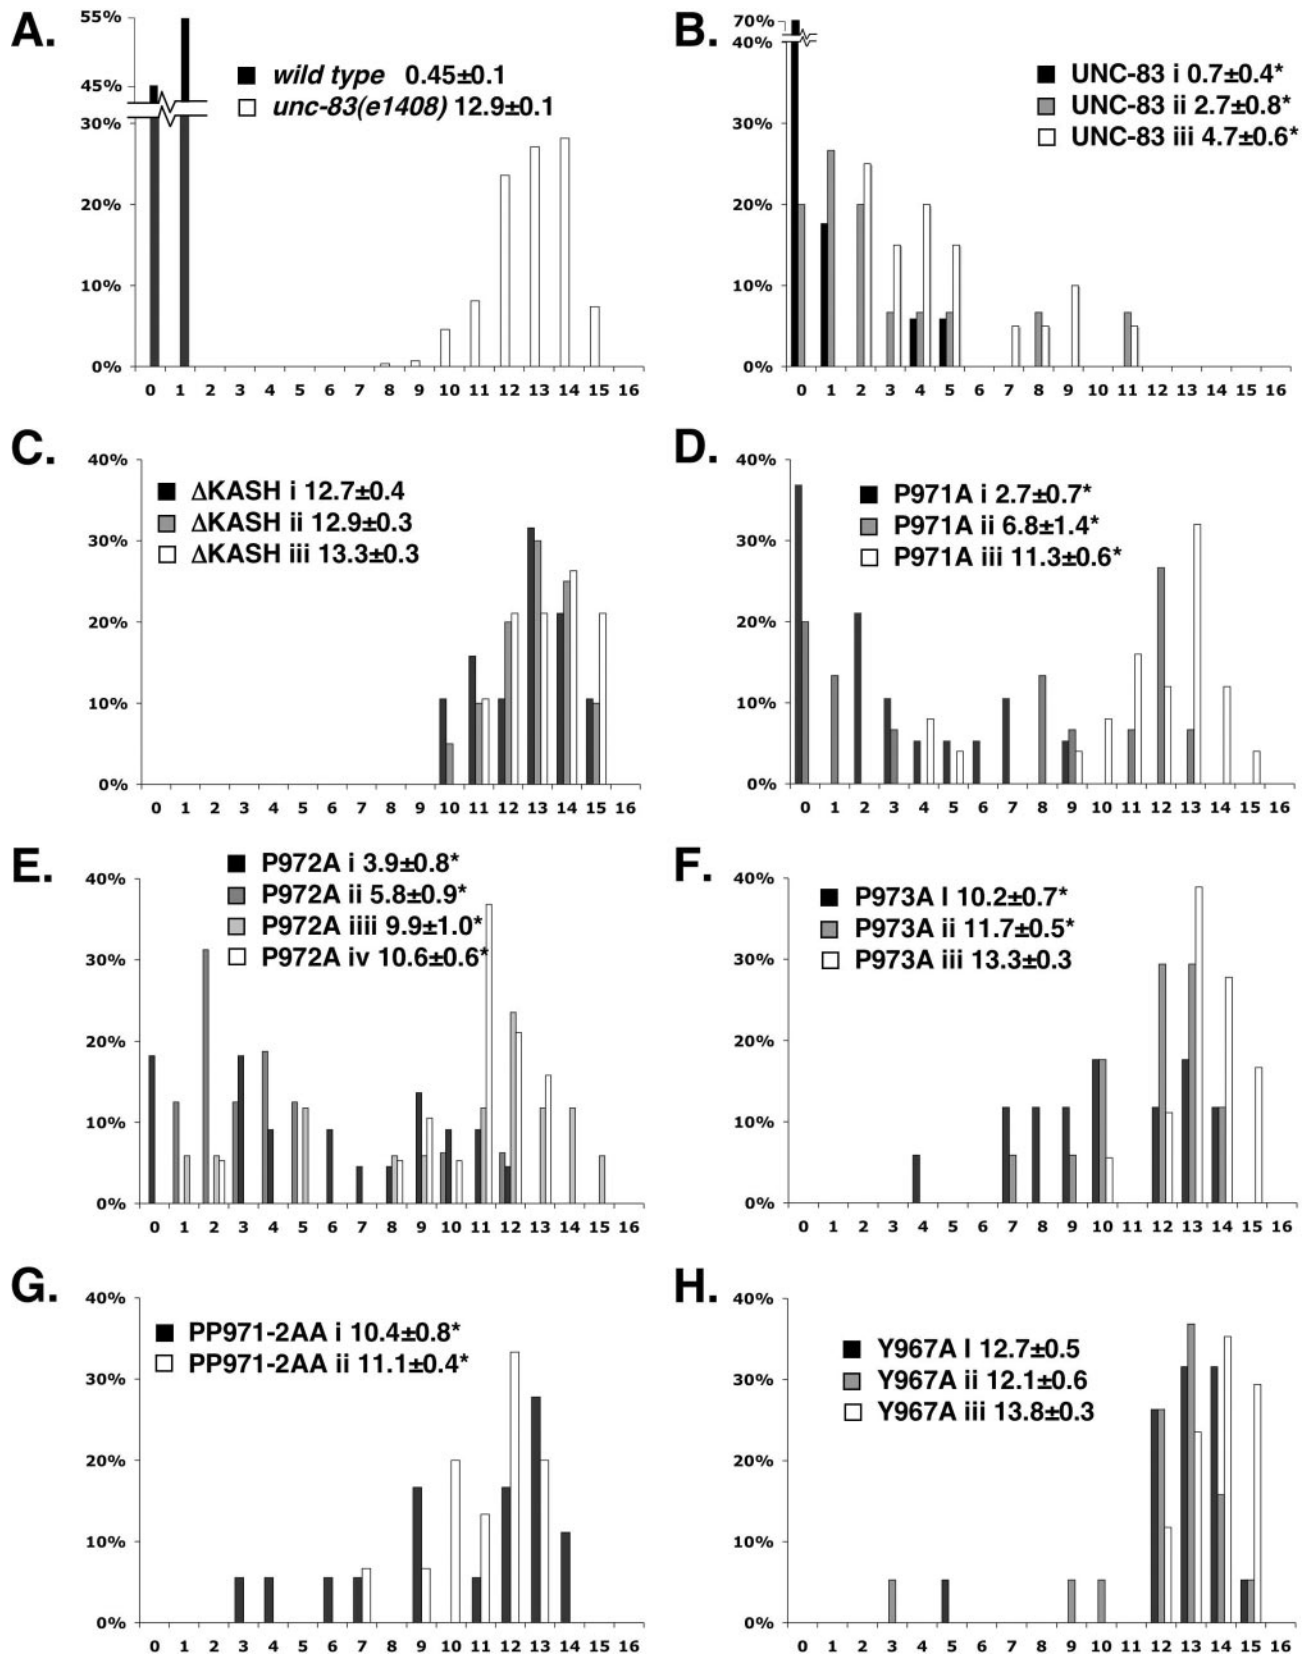 A.
55%
45%
30%
20%
10%
0%
wild type 0.45±0.1
unc-83(e1408) 12.9±0.1
0 1 2 3 4 5 6 7 8 9 10 11 12 13 14 15 16
B.
70%
40%
30%
20%
10%
0%
UNC-83 i 0.7±0.4*
UNC-83 ii 2.7±0.8*
UNC-83 iii 4.7±0.6*
0 1 2 3 4 5 6 7 8 9 10 11 12 13 14 15 16
C.
40%
30%
20%
10%
0%
ΔKASH i 12.7±0.4
ΔKASH ii 12.9±0.3
ΔKASH iii 13.3±0.3
0 1 2 3 4 5 6 7 8 9 10 11 12 13 14 15 16
D.
40%
30%
20%
10%
0%
P971A i 2.7±0.7*
P971A ii 6.8±1.4*
P971A iii 11.3±0.6*
0 1 2 3 4 5 6 7 8 9 10 11 12 13 14 15 16
E.
40%
30%
20%
10%
0%
P972A i 3.9±0.8*
P972A ii 5.8±0.9*
P972A iiii 9.9±1.0*
P972A iv 10.6±0.6*
0 1 2 3 4 5 6 7 8 9 10 11 12 13 14 15 16
F.
40%
30%
20%
10%
0%
P973A I 10.2±0.7*
P973A ii 11.7±0.5*
P973A iii 13.3±0.3
0 1 2 3 4 5 6 7 8 9 10 11 12 13 14 15 16
G.
40%
30%
20%
10%
0%
PP971-2AA i 10.4±0.8*
PP971-2AA ii 11.1±0.4*
0 1 2 3 4 5 6 7 8 9 10 11 12 13 14 15 16
H.
40%
30%
20%
10%
0%
Y967A I 12.7±0.5
Y967A ii 12.1±0.6
Y967A iii 13.8±0.3
0 1 2 3 4 5 6 7 8 9 10 11 12 13 14 15 16